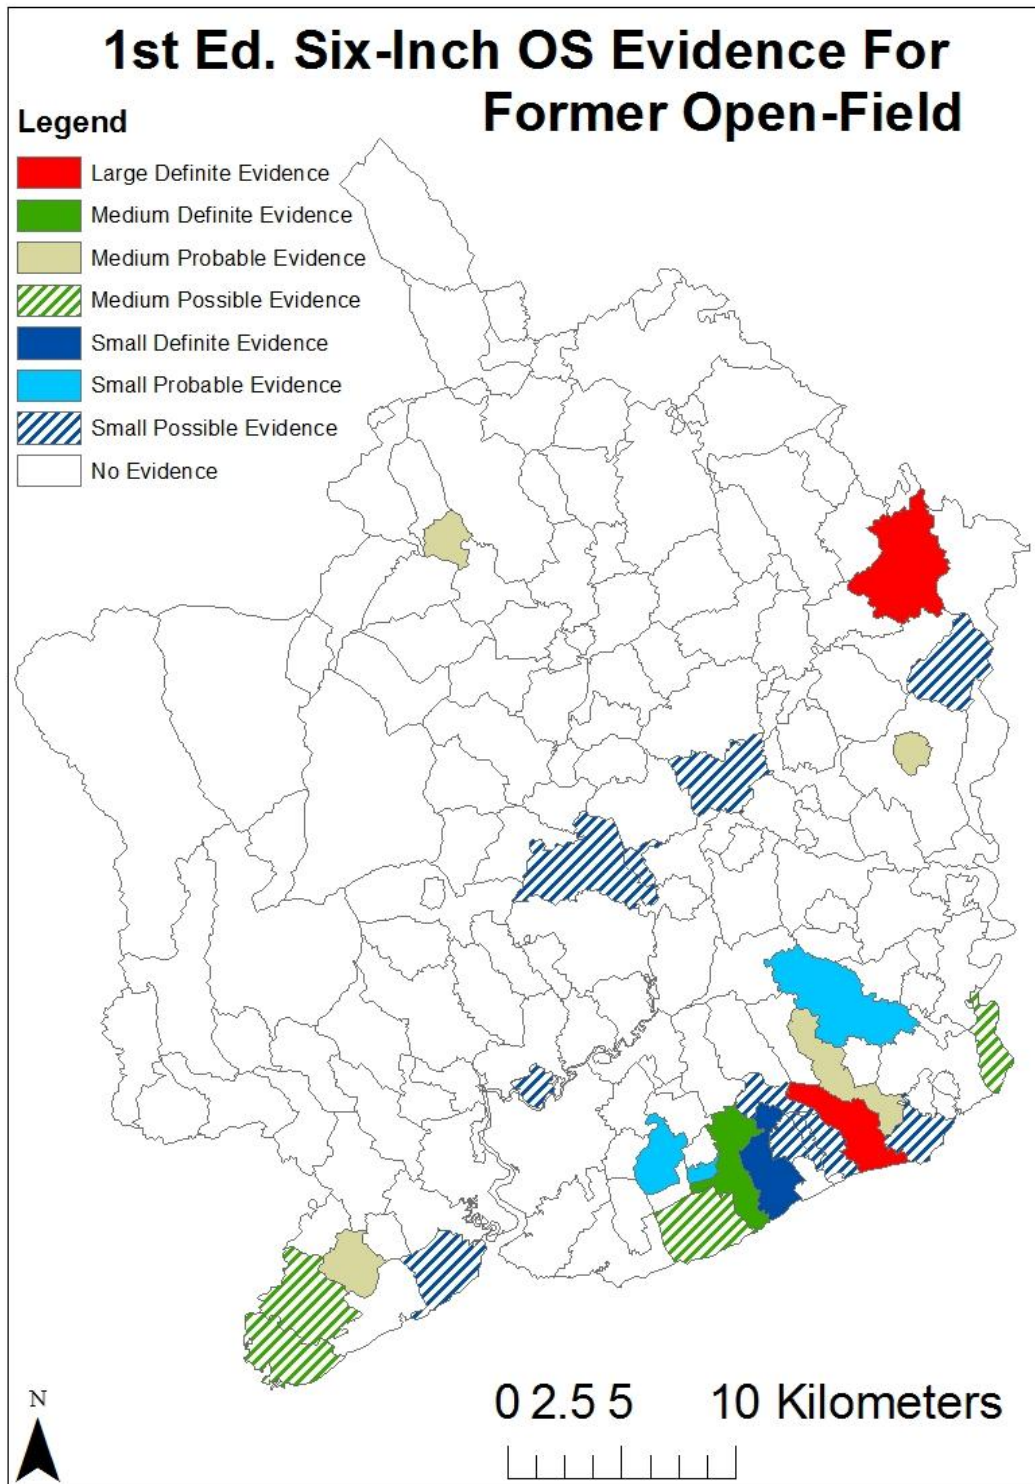 1st Ed. Six-Inch OS Evidence For
Former Open-Field
Legend
Large Definite Evidence
Medium Definite Evidence
Medium Probable Evidence
Medium Possible Evidence
Small Definite Evidence
Small Probable Evidence
Small Possible Evidence
No Evidence
N
0 2.5 5 10 Kilometers